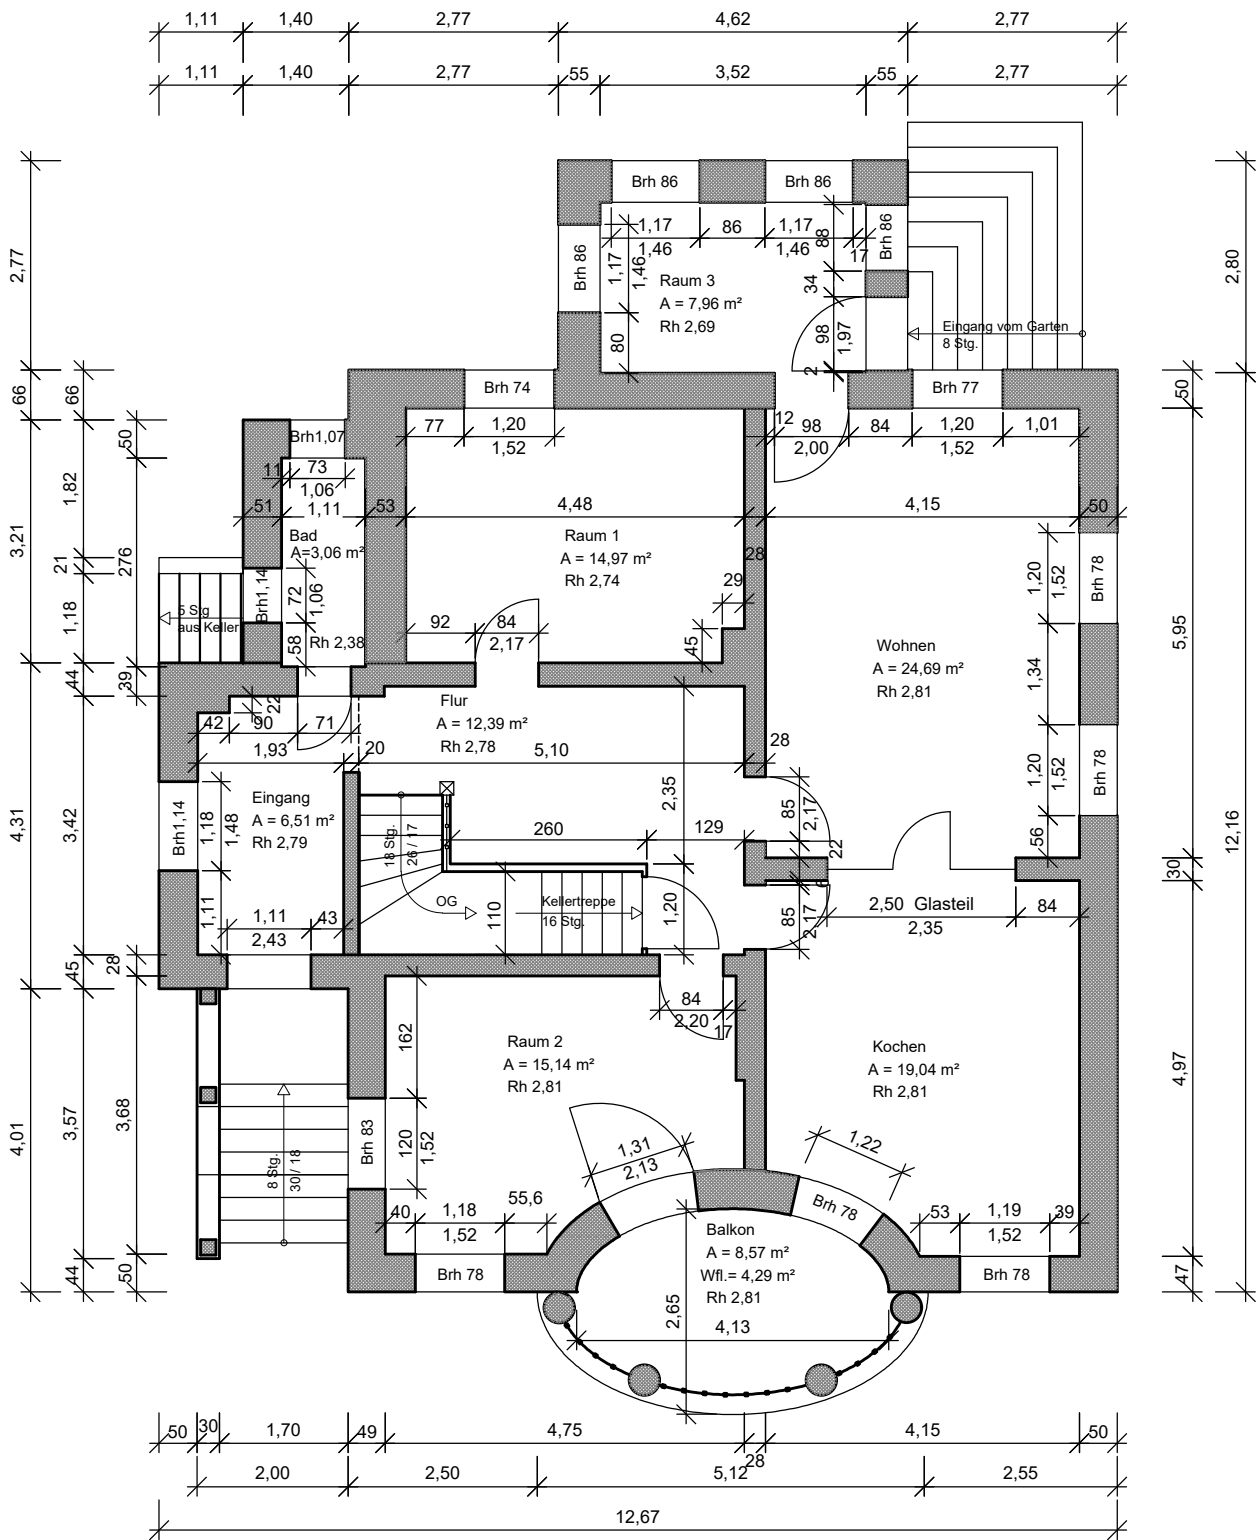 1,11 1,40 2,77 4,62 2,77
1,11 1,40 2,77 55 3,52 55 2,77
Brh 86 Brh 86
1,17 86 1,17
1,46 1,46 17
88
Brh 86
Brh 86
1,17
1,46
34
Raum 3
A = 7,96 m²
Rh 2,69
80
98
1,97
2
Eingang vom Garten
8 Stg.
2,77
2,80
66
66
50
Brh 74
Brh 77
77 1,20
1,52
12 98 84 1,20 1,01
2,00 1,52
50
Brh1,07
11 73
1,06
1,82
51 1,11 53 4,48 4,15 50
Bad
A=3,06 m²
Raum 1
A = 14,97 m²
Rh 2,74
28
3,21
21
276
1,18
5 Stg
aus Keller
Brh1,14
72
1,06
58
Rh 2,38
29
45
92 84
2,17
1,20
1,52
Brh 78
Wohnen
A = 24,69 m²
Rh 2,81
1,34
5,95
1,20
1,52
Brh 78
56
44
39
22
42 90 71
1,93 20
Flur
A = 12,39 m²
Rh 2,78
5,10
28
2,35
4,31
3,42
Brh1,14
1,18
1,48
Eingang
A = 6,51 m²
Rh 2,79
18 Stg.
26 / 17
260 129
85
2,17
22
12,16
30
1,11
1,11 43
2,43
OG
110
Kellertreppe
16 Stg.
1,20
6
85
2,17
2,50 Glasteil 84
2,35
45
28
84
2,20
17
162
Raum 2
A = 15,14 m²
Rh 2,81
Kochen
A = 19,04 m²
Rh 2,81
4,97
4,01
3,57
3,68
8 Stg.
30 / 18
Brh 83
120
1,52
1,31
2,13
1,22
Brh 78
40 1,18 55,6
1,52
53 1,19 39
1,52
Balkon
A = 8,57 m²
Wfl.= 4,29 m²
Rh 2,81
44
50
Brh 78
Brh 78
47
2,65
4,13
50 30 1,70 49 4,75 28 4,15 50
2,00 2,50 5,12 2,55
12,67